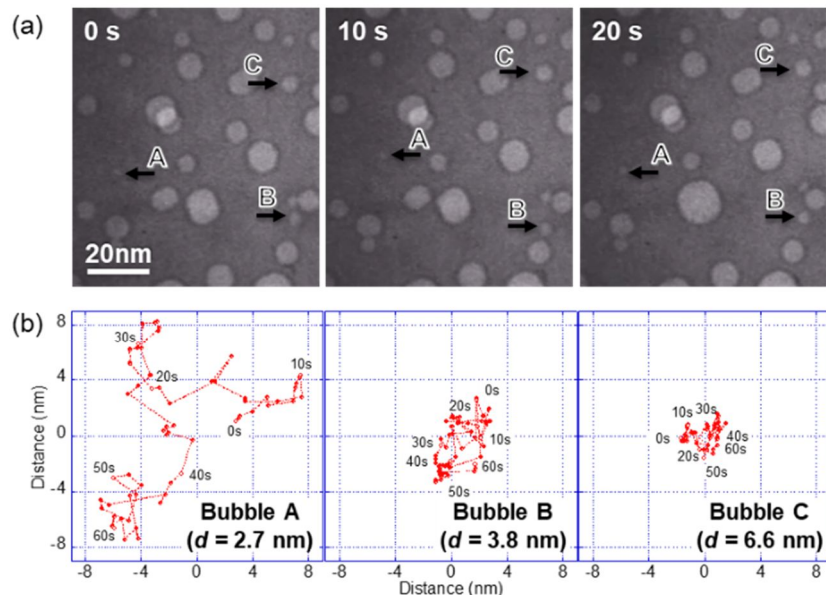 (a)
0 s
10 s
20 s
C
C
C
A
A
A
B
B
B
20nm
(b)
Distance (nm)
8
4
0
-4
-8
30s
20s
10s
0s
40s
50s
60s
Bubble A
(d = 2.7 nm)
0s
20s
30s
10s
40s
60s
50s
Bubble B
(d = 3.8 nm)
10s
30s
0s
40s
20s
60s
50s
Bubble C
(d = 6.6 nm)
-8 -4 0 4 8
-8 -4 0 4 8
-8 -4 0 4 8
Distance (nm)